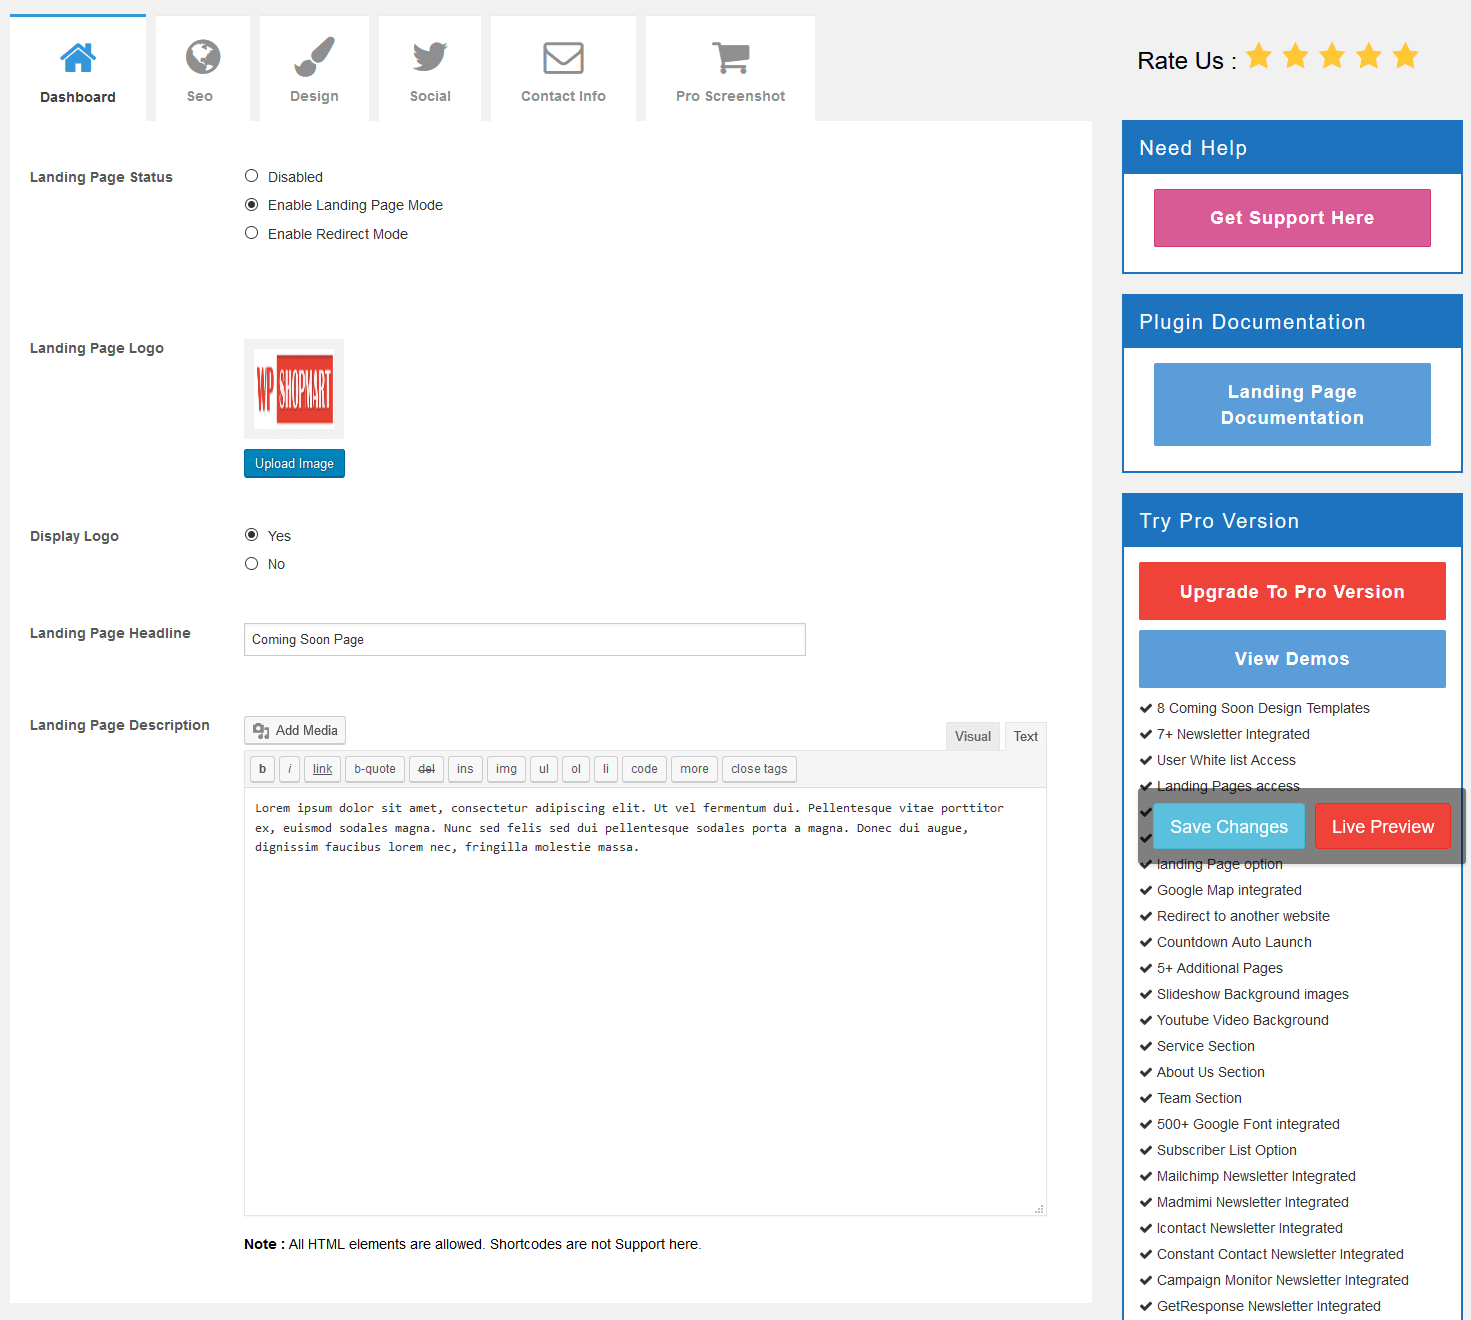 Dashboard
Seo
Design
Social
Contact Info
Pro Screenshot
Rate Us :
Landing Page Status
Disabled
Enable Landing Page Mode
Enable Redirect Mode
Landing Page Logo
WP SHOPMART
Upload Image
Display Logo
Yes
No
Landing Page Headline
Coming Soon Page
Landing Page Description
Add Media
Visual
Text
b
i
link
b-quote
del
ins
img
ul
ol
li
code
more
close tags
Lorem ipsum dolor sit amet, consectetur adipiscing elit. Ut vel fermentum dui. Pellentesque vitae porttitor
ex, euismod sodales magna. Nunc sed felis sed dui pellentesque sodales porta a magna. Donec dui augue,
dignissim faucibus lorem nec, fringilla molestie massa.
Note : All HTML elements are allowed. Shortcodes are not Support here.
Need Help
Get Support Here
Plugin Documentation
Landing Page
Documentation
Try Pro Version
Upgrade To Pro Version
View Demos
8 Coming Soon Design Templates
7+ Newsletter Integrated
User White list Access
Landing Pages access
Save Changes
Live Preview
landing Page option
Google Map integrated
Redirect to another website
Countdown Auto Launch
5+ Additional Pages
Slideshow Background images
Youtube Video Background
Service Section
About Us Section
Team Section
500+ Google Font integrated
Subscriber List Option
Mailchimp Newsletter Integrated
Madmimi Newsletter Integrated
Icontact Newsletter Integrated
Constant Contact Newsletter Integrated
Campaign Monitor Newsletter Integrated
GetResponse Newsletter Integrated